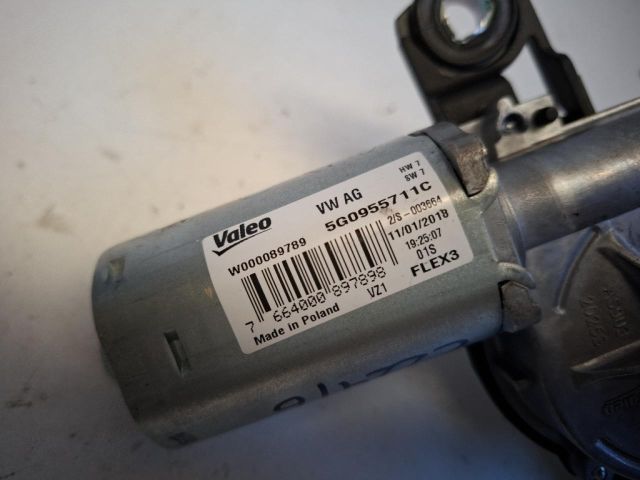 Valeo
VW AG
HW 7
SW 7
W000089789
5G0955711C
2/S-003664
11/01/2018
19:25:07
01S
7 664000 897898
VZ1
FLEX3
Made in Poland